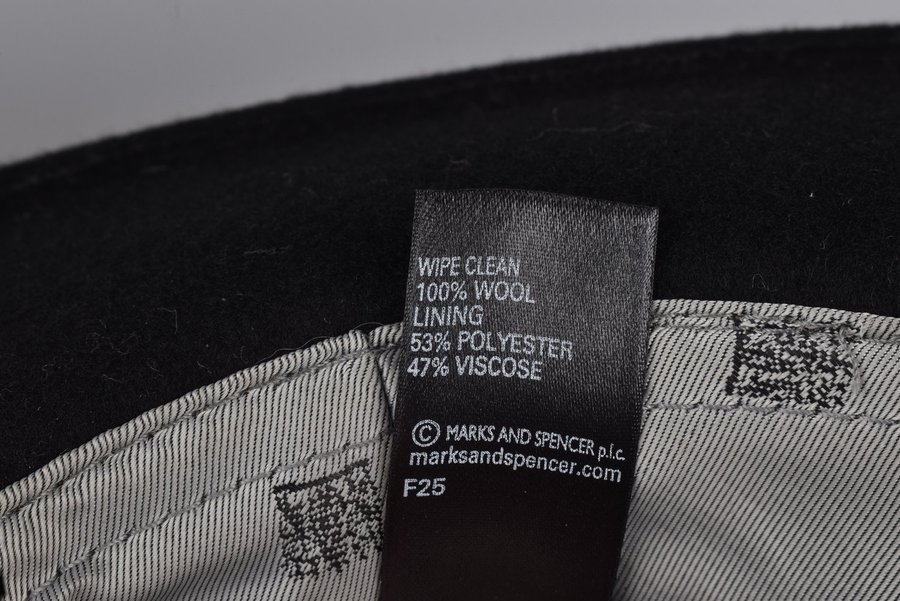 WIPE CLEAN
100% WOOL
LINING
53% POLYESTER
47% VISCOSE
© MARKS AND SPENCER p.l.c.
marksandspencer.com
F25